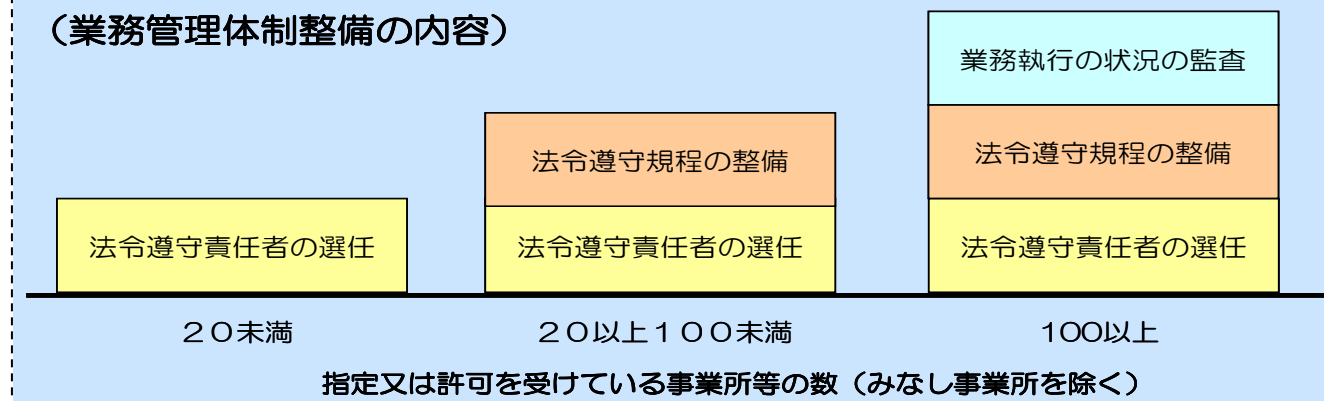 （業務管理体制整備の内容）
業務執行の状況の監査
法令遵守規程の整備
法令遵守規程の整備
法令遵守責任者の選任
法令遵守責任者の選任
法令遵守責任者の選任
２０未満
２０以上１００未満
100以上
指定又は許可を受けている事業所等の数（みなし事業所を除く）